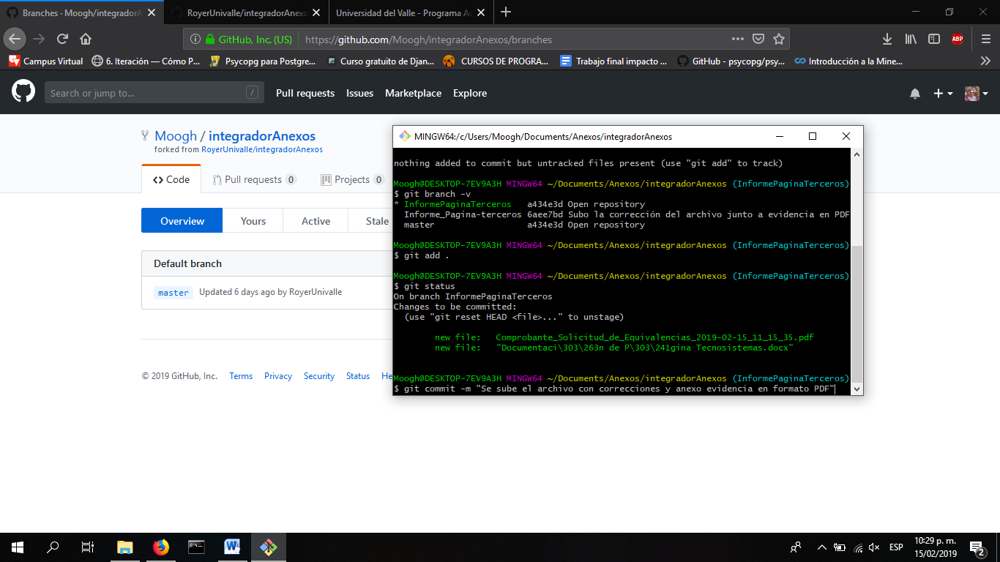 Branches · Moogh/integradorA
RoyerUnivalle/integradorAnexo
Universidad del Valle - Programa A
GitHub, Inc. (US)
https://github.com/Moogh/integradorAnexos/branches
ABP
Campus Virtual
6. Iteración — Cómo P...
Psycopg para Postgre...
Curso gratuito de Djan...
CURSOS DE PROGRA...
Trabajo final impacto ...
GitHub - psycopg/psy...
Introducción a la Mine...
Search or jump to...
/
Pull requests
Issues
Marketplace
Explore
Moogh / integradorAnexos
forked from RoyerUnivalle/integradorAnexos
Code
Pull requests 0
Projects 0
Overview
Yours
Active
Stale
Default branch
master
Updated 6 days ago by RoyerUnivalle
© 2019 GitHub, Inc.
Terms
Privacy
Security
Status
He
MINGW64:/c/Users/Moogh/Documents/Anexos/integradorAnexos
nothing added to commit but untracked files present (use "git add" to track)
Moogh@DESKTOP-7EV9A3H MINGW64 ~/Documents/Anexos/integradorAnexos (InformePaginaTerceros)
$ git branch -v
* InformePaginaTerceros   a434e3d Open repository
Informe_Pagina-terceros 6aee7bd Subo la corrección del archivo junto a evidencia en PDF
master                  a434e3d Open repository
Moogh@DESKTOP-7EV9A3H MINGW64 ~/Documents/Anexos/integradorAnexos (InformePaginaTerceros)
$ git add .
Moogh@DESKTOP-7EV9A3H MINGW64 ~/Documents/Anexos/integradorAnexos (InformePaginaTerceros)
$ git status
On branch InformePaginaTerceros
Changes to be committed:
(use "git reset HEAD <file>..." to unstage)
new file:   Comprobante_Solicitud_de_Equivalencias_2019-02-15_11_15_35.pdf
new file:   "Documentaci\303\263n de P\303\241gina Tecnosistemas.docx"
Moogh@DESKTOP-7EV9A3H MINGW64 ~/Documents/Anexos/integradorAnexos (InformePaginaTerceros)
$ git commit -m "Se sube el archivo con correcciones y anexo evidencia en formato PDF"
ESP
10:29 p. m.
15/02/2019
2